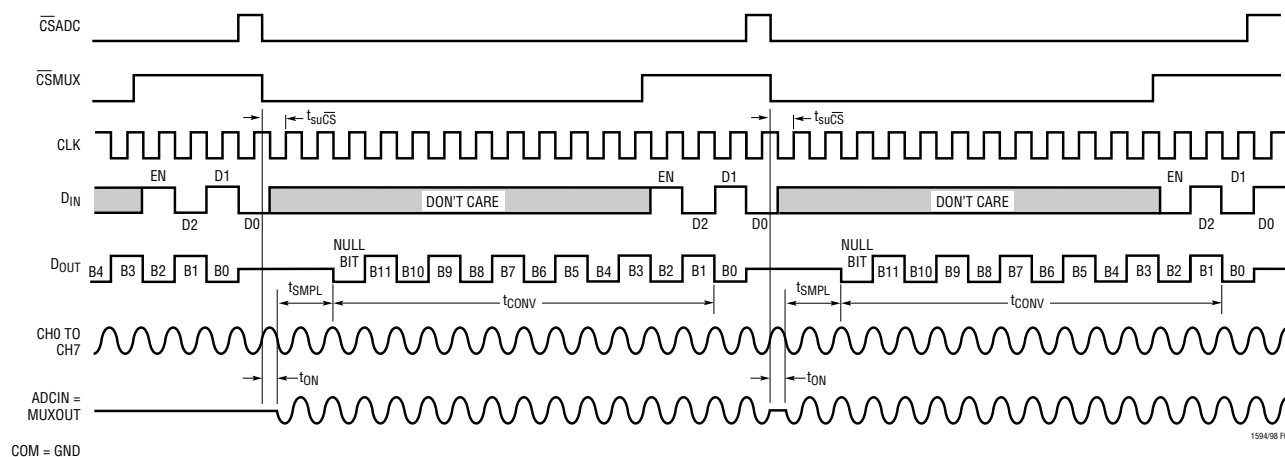 CSADC
CSMUX
tsuCS tsuCS
CLK
EN D1 EN D1 EN D1
DIN DON'T CARE DON'T CARE
D2 D0 D2 D0 D2 D0
NULL BIT NULL BIT
DOUT B4 B3 B2 B1 B0 B11 B10 B9 B8 B7 B6 B5 B4 B3 B2 B1 B0 B11 B10 B9 B8 B7 B6 B5 B4 B3 B2 B1 B0
tSMPL tCONV tSMPL tCONV
CH0 TO
CH7
tON tON
ADCIN =
MUXOUT
COM = GND
1594/98 F